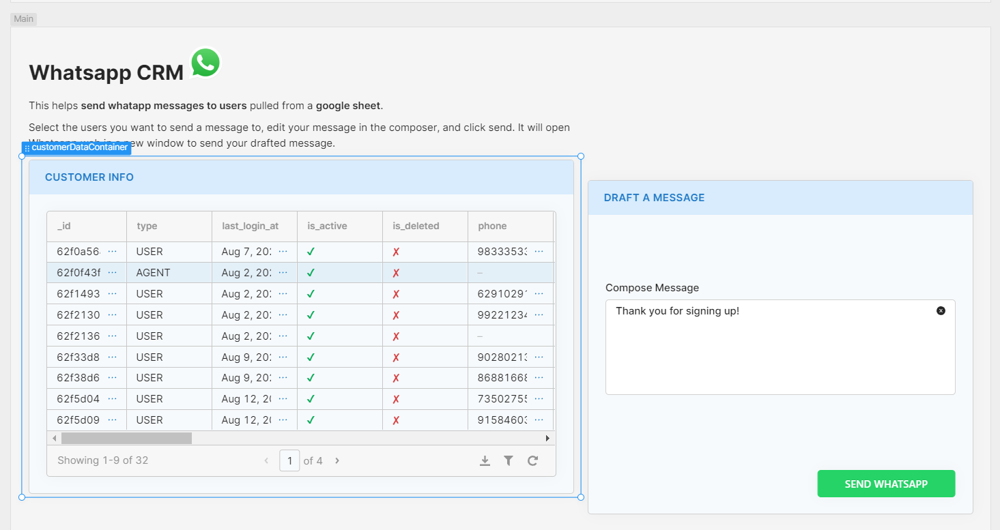 Main
Whatsapp CRM
This helps send whatapp messages to users pulled from a google sheet.
Select the users you want to send a message to, edit your message in the composer, and click send. It will open
new window to send your drafted message.
customerDataContainer
CUSTOMER INFO
_id type last_login_at is_active is_deleted phone
62f0a56 ··· USER Aug 7, 20 ··· ✓ ✗ 9833353 ···
62f0f43f ··· AGENT Aug 2, 20 ··· ✓ ✗ –
62f1493 ··· USER Aug 2, 20 ··· ✓ ✗ 6291029 ···
62f2130 ··· USER Aug 2, 20 ··· ✓ ✗ 9922123 ···
62f2136 ··· USER Aug 2, 20 ··· ✓ ✗ –
62f33d8 ··· USER Aug 9, 20 ··· ✓ ✗ 9028021 ···
62f38d6 ··· USER Aug 9, 20 ··· ✓ ✗ 8688166 ···
62f5d04 ··· USER Aug 12, 2 ··· ✓ ✗ 7350275 ···
62f5d09 ··· USER Aug 12, 2 ··· ✓ ✗ 9158460 ···
Showing 1-9 of 32 1 of 4
DRAFT A MESSAGE
Compose Message
Thank you for signing up!
SEND WHATSAPP